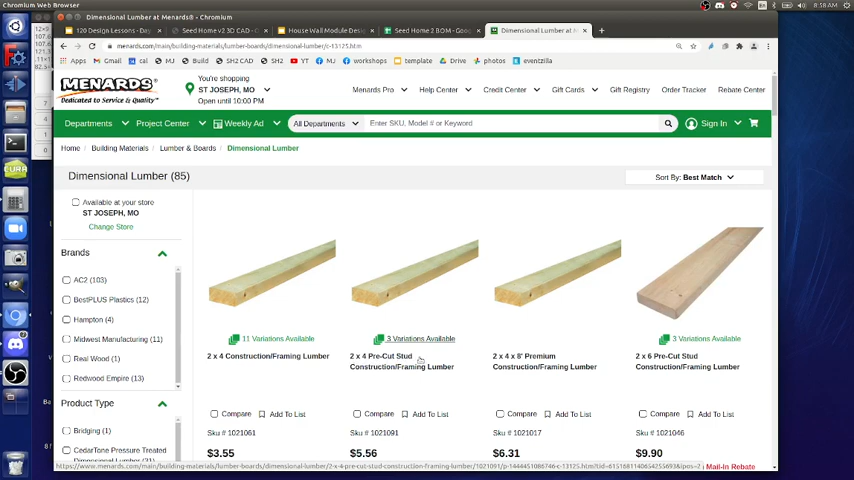 Chromium Web Browser
8:58 AM
Dimensional Lumber at Menards® - Chromium
120 Design Lessons - Day
Seed Home v2 3D CAD - C
House Wall Module Build
Seed Home 2 BOM - Goog
Dimensional Lumber at M
menards.com/main/building-materials/lumber-boards/dimensional-lumber/c-13125.htm
Apps Gmail cal MJ Build SH2 CAD SH2 YT MJ workshops template Drive photos eventzilla
MENARDS®
Dedicated to Service & Quality™
You're shopping
ST JOSEPH, MO
Open until 10:00 PM
Menards Pro Help Center Credit Center Gift Cards Gift Registry Order Tracker Rebate Center
Departments Project Center Weekly Ad All Departments Enter SKU, Model # or Keyword Sign In
Home Building Materials Lumber & Boards Dimensional Lumber
Dimensional Lumber (85)
Sort By: Best Match
Available at your store
ST JOSEPH, MO
Change Store
Brands
AC2 (103)
BestPLUS Plastics (12)
Hampton (4)
Midwest Manufacturing (11)
Real Wood (1)
Redwood Empire (13)
Product Type
Bridging (1)
CedarTone Pressure Treated
Dimensional Lumber (31)
11 Variations Available
3 Variations Available
3 Variations Available
2 x 4 Construction/Framing Lumber
2 x 4 Pre-Cut Stud
Construction/Framing Lumber
2 x 4 x 8' Premium
Construction/Framing Lumber
2 x 6 Pre-Cut Stud
Construction/Framing Lumber
Compare Add To List
Compare Add To List
Compare Add To List
Compare Add To List
Sku # 1021061
Sku # 1021091
Sku # 1021017
Sku # 1021046
$3.55
$5.56
$6.31
$9.90
Mail-In Rebate